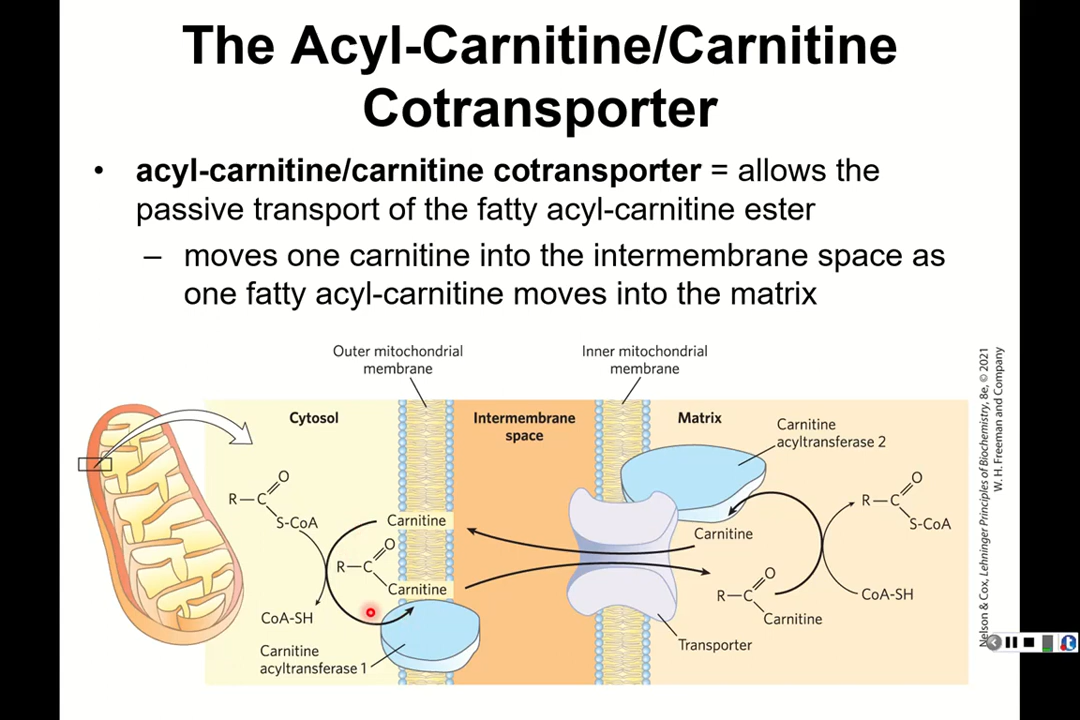 The Acyl-Carnitine/Carnitine
Cotransporter
• acyl-carnitine/carnitine cotransporter = allows the
passive transport of the fatty acyl-carnitine ester
– moves one carnitine into the intermembrane space as
one fatty acyl-carnitine moves into the matrix
Outer mitochondrial
membrane
Inner mitochondrial
membrane
Cytosol
Intermembrane
space
Matrix
Carnitine
acyltransferase 2
O
R—C
S-CoA
Carnitine
O
R—C
Carnitine
CoA-SH
Carnitine
acyltransferase 1
Carnitine
O
R—C
Carnitine
Transporter
O
R—C
S-CoA
CoA-SH
Nelson & Cox, Lehninger Principles of Biochemistry, 8e, © 2021
W. H. Freeman and Company